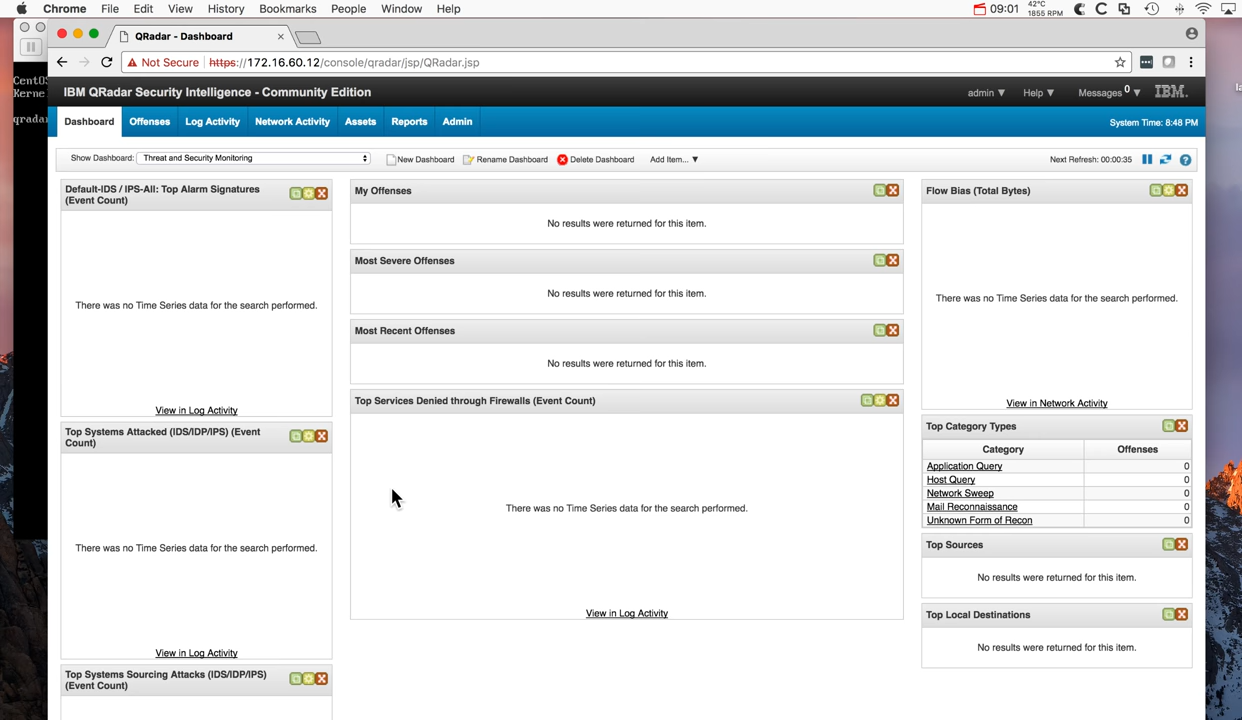 Chrome File Edit View History Bookmarks People Window Help
09:01 42°C 1855 RPM
QRadar - Dashboard
Not Secure https://172.16.60.12/console/qradar/jsp/QRadar.jsp
CentOS
Kerne
qradar
IBM QRadar Security Intelligence - Community Edition
admin Help Messages 0 IBM.
Dashboard Offenses Log Activity Network Activity Assets Reports Admin
System Time: 8:48 PM
Show Dashboard: Threat and Security Monitoring New Dashboard Rename Dashboard Delete Dashboard Add Item...
Next Refresh: 00:00:35
Default-IDS / IPS-All: Top Alarm Signatures
(Event Count)
There was no Time Series data for the search performed.
View in Log Activity
Top Systems Attacked (IDS/IDP/IPS) (Event
Count)
There was no Time Series data for the search performed.
View in Log Activity
Top Systems Sourcing Attacks (IDS/IDP/IPS)
(Event Count)
My Offenses
No results were returned for this item.
Most Severe Offenses
No results were returned for this item.
Most Recent Offenses
No results were returned for this item.
Top Services Denied through Firewalls (Event Count)
There was no Time Series data for the search performed.
View in Log Activity
Flow Bias (Total Bytes)
There was no Time Series data for the search performed.
View in Network Activity
Top Category Types
Category Offenses
Application Query 0
Host Query 0
Network Sweep 0
Mail Reconnaissance 0
Unknown Form of Recon 0
Top Sources
No results were returned for this item.
Top Local Destinations
No results were returned for this item.